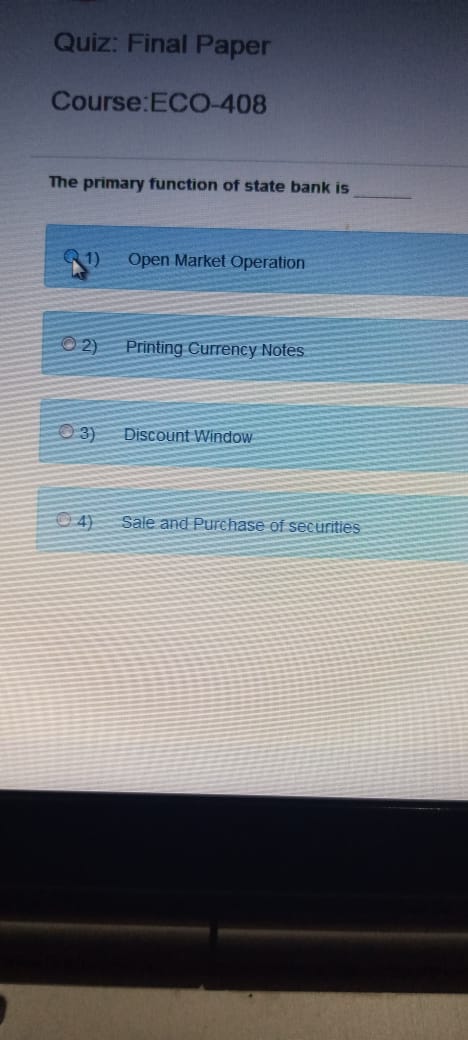 Quiz: Final Paper
Course:ECO-408
The primary function of state bank is ______
1) Open Market Operation
2) Printing Currency Notes
3) Discount Window
4) Sale and Purchase of securities